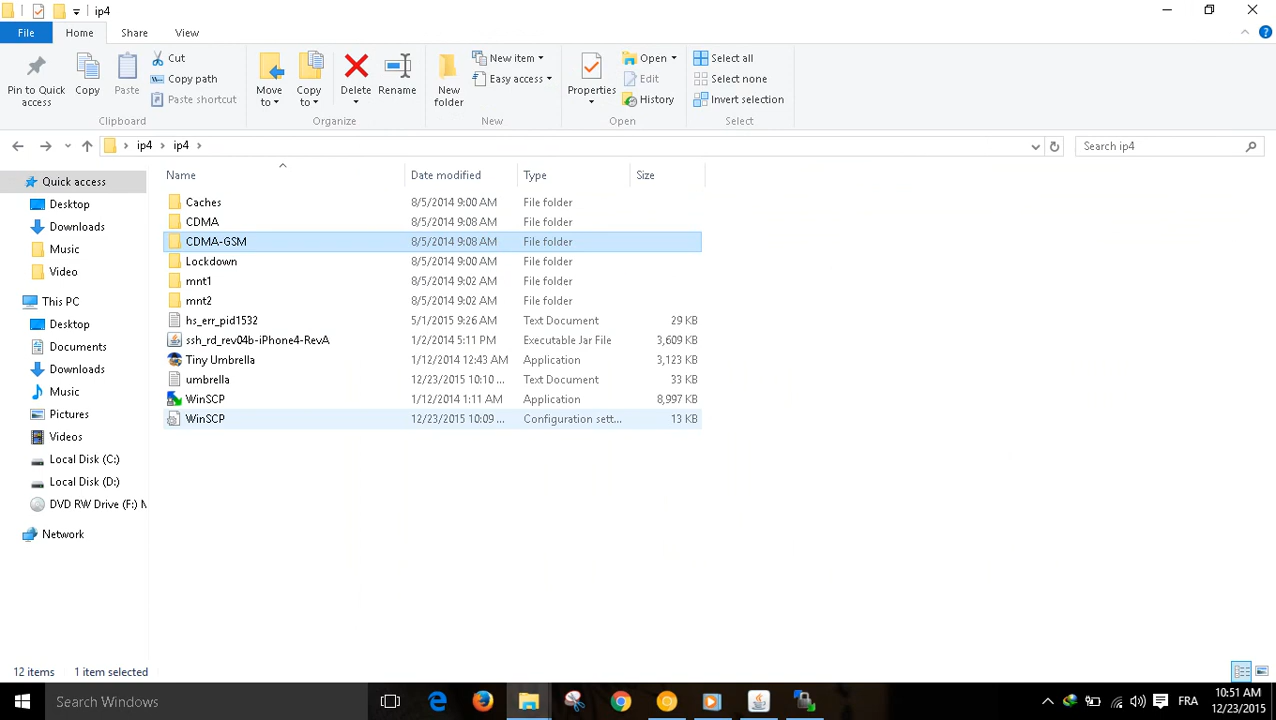 ip4
File Home Share View
Pin to Quick access
Copy
Paste
Cut
Copy path
Paste shortcut
Clipboard
Move to
Copy to
Delete
Rename
Organize
New folder
New item
Easy access
New
Properties
Open
Edit
History
Open
Select all
Select none
Invert selection
Select
ip4 ip4
Search ip4
Name Date modified Type Size
Quick access
Desktop
Downloads
Music
Video
This PC
Desktop
Documents
Downloads
Music
Pictures
Videos
Local Disk (C:)
Local Disk (D:)
DVD RW Drive (F:) M
Network
Caches 8/5/2014 9:00 AM File folder
CDMA 8/5/2014 9:08 AM File folder
CDMA-GSM 8/5/2014 9:08 AM File folder
Lockdown 8/5/2014 9:00 AM File folder
mnt1 8/5/2014 9:02 AM File folder
mnt2 8/5/2014 9:02 AM File folder
hs_err_pid1532 5/1/2015 9:26 AM Text Document 29 KB
ssh_rd_rev04b-iPhone4-RevA 1/2/2014 5:11 PM Executable Jar File 3,609 KB
Tiny Umbrella 1/12/2014 12:43 AM Application 3,123 KB
umbrella 12/23/2015 10:10 ... Text Document 33 KB
WinSCP 1/12/2014 1:11 AM Application 8,997 KB
WinSCP 12/23/2015 10:09 ... Configuration sett... 13 KB
12 items 1 item selected
Search Windows
FRA
10:51 AM
12/23/2015